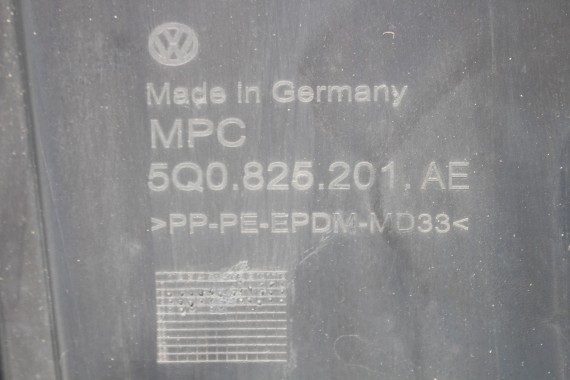 Made In Germany
MPC
5Q0.825.201. AE
>PP-PE-EPDM-MD33<